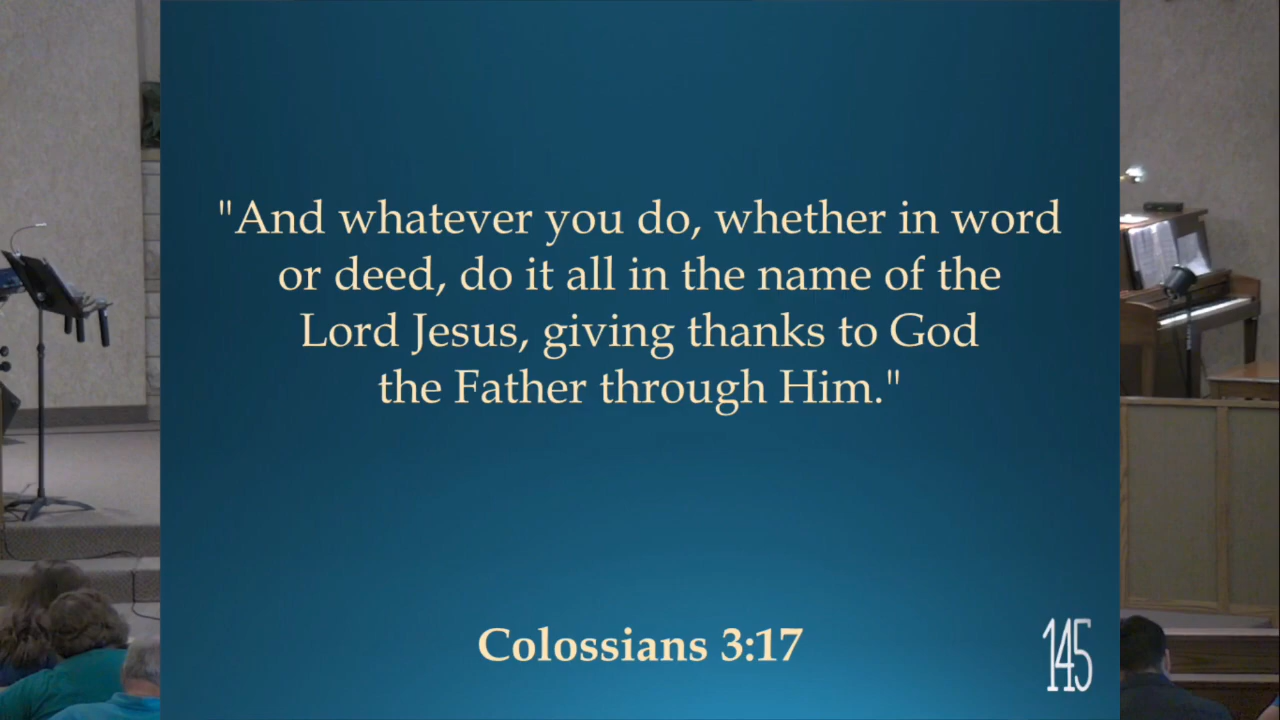 "And whatever you do, whether in word
or deed, do it all in the name of the
Lord Jesus, giving thanks to God
the Father through Him."
Colossians 3:17
145